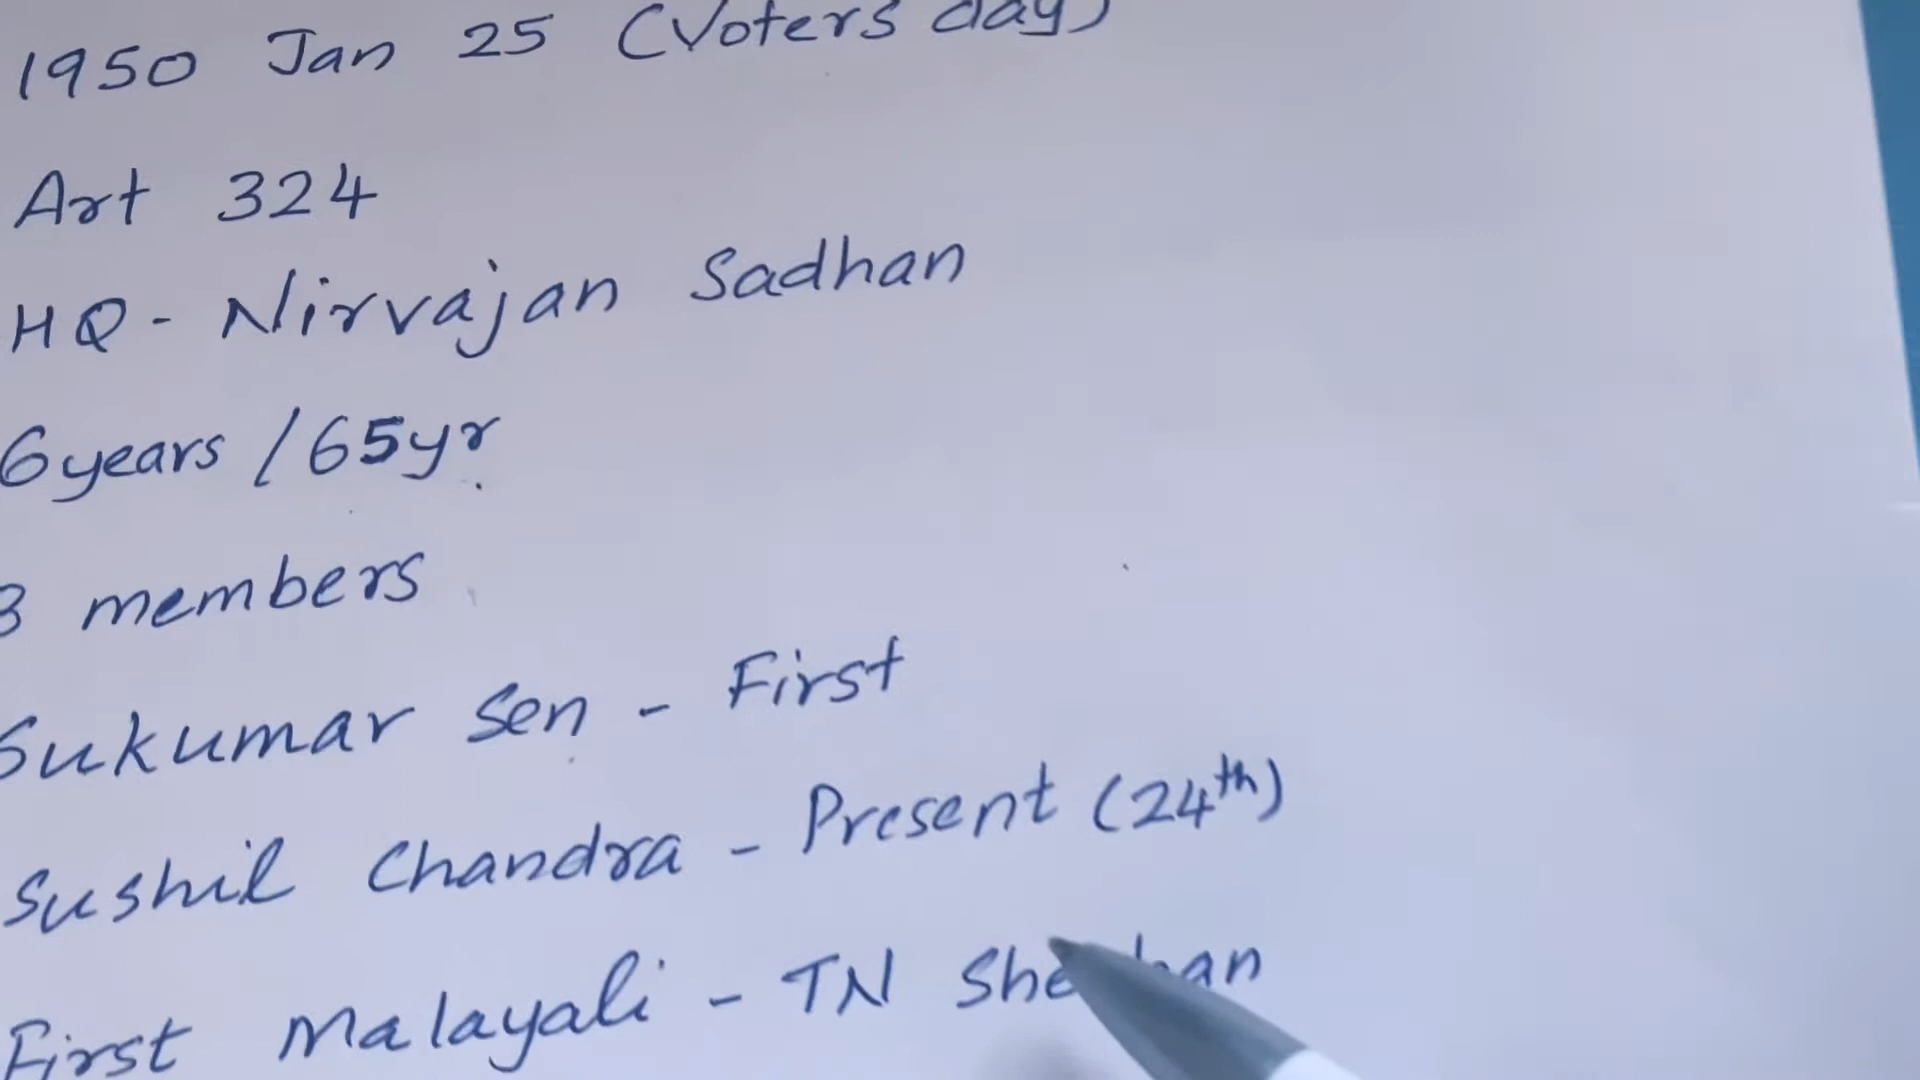 1950 Jan 25 (Voters day)
Art 324
HQ - Nirvajan Sadhan
6years / 65yr
3 members
Sukumar Sen - First
Sushil Chandra - Present (24th)
First Malayali - TN